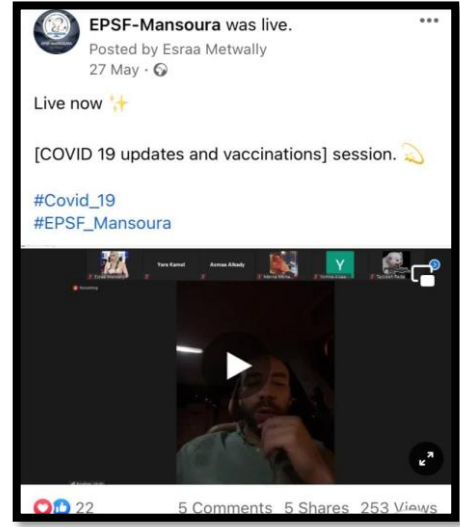 EPSF-Mansoura was live.
Posted by Esraa Metwally
27 May ·
Live now ✨
[COVID 19 updates and vaccinations] session. 💫
#Covid_19
#EPSF_Mansoura
Yara Kamal Asmaa Alkady Y
22 5 Comments 5 Shares 253 Views